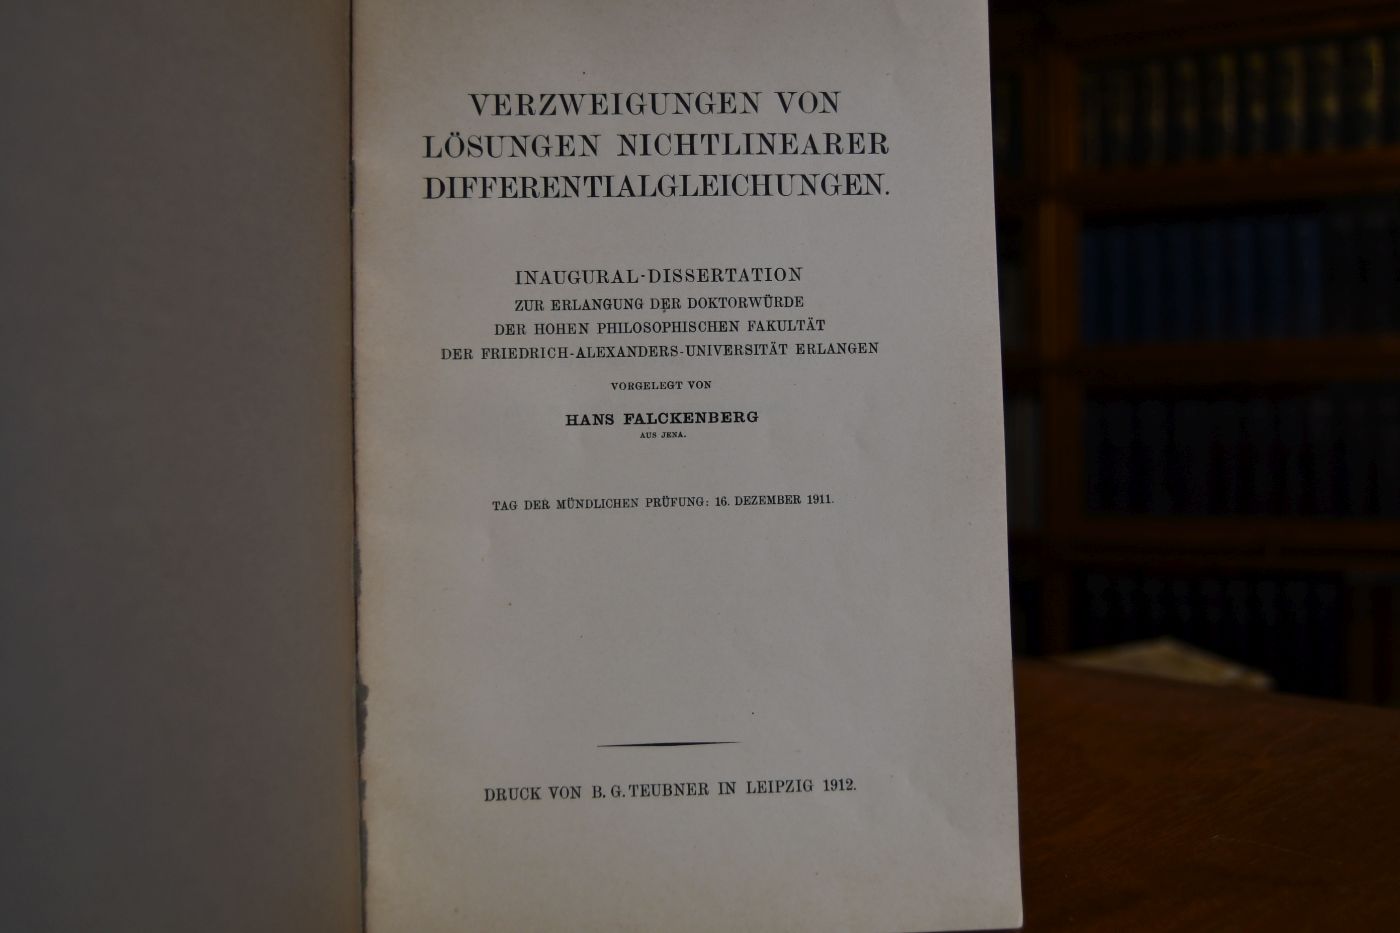 VERZWEIGUNGEN VON
LÖSUNGEN NICHTLINEARER
DIFFERENTIALGLEICHUNGEN.
INAUGURAL-DISSERTATION
ZUR ERLANGUNG DER DOKTORWÜRDE
DER HOHEN PHILOSOPHISCHEN FAKULTÄT
DER FRIEDRICH-ALEXANDERS-UNIVERSITÄT ERLANGEN
VORGELEGT VON
HANS FALCKENBERG
AUS JENA.
TAG DER MÜNDLICHEN PRÜFUNG: 16. DEZEMBER 1911.
DRUCK VON B. G. TEUBNER IN LEIPZIG 1912.